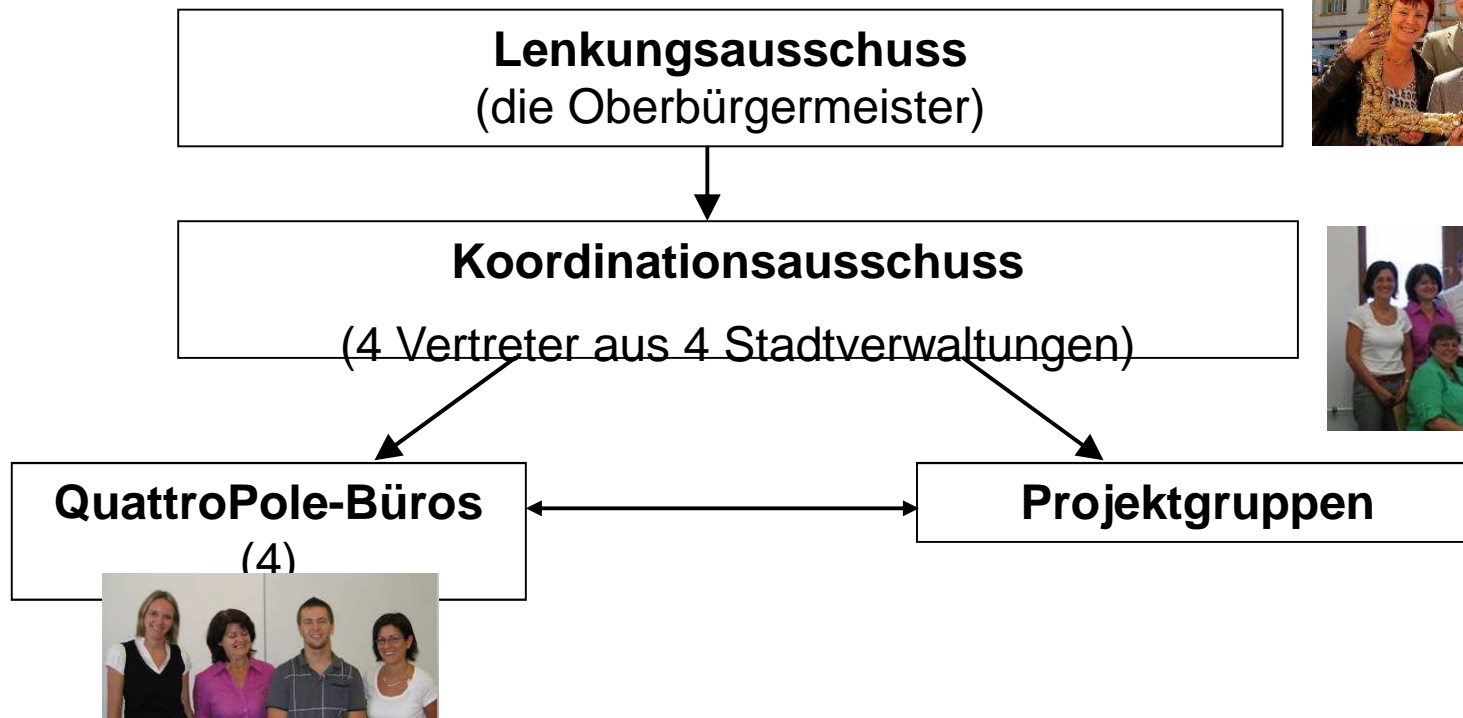 Lenkungsausschuss
(die Oberbürgermeister)
Koordinationsausschuss
(4 Vertreter aus 4 Stadtverwaltungen)
QuattroPole-Büros
(4)
Projektgruppen